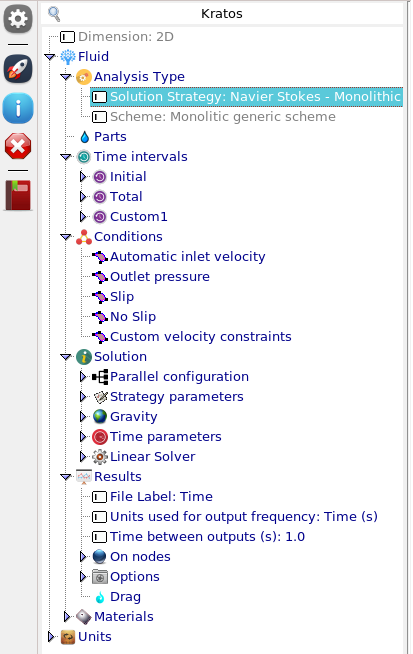 Kratos
Dimension: 2D
Fluid
Analysis Type
Solution Strategy: Navier Stokes - Monolithic
Scheme: Monolitic generic scheme
Parts
Time intervals
Initial
Total
Custom1
Conditions
Automatic inlet velocity
Outlet pressure
Slip
No Slip
Custom velocity constraints
Solution
Parallel configuration
Strategy parameters
Gravity
Time parameters
Linear Solver
Results
File Label: Time
Units used for output frequency: Time (s)
Time between outputs (s): 1.0
On nodes
Options
Drag
Materials
Units